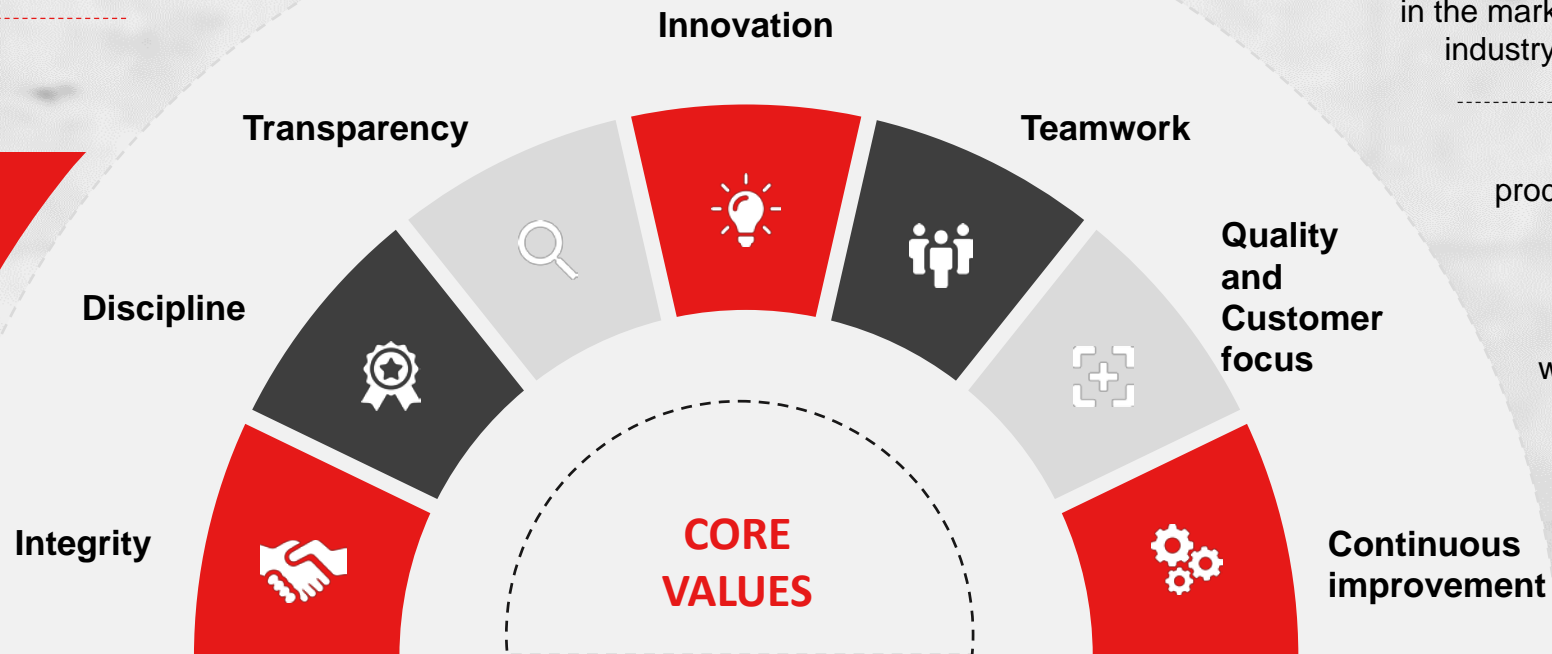 Innovation
in the mark
industry
Transparency
Teamwork
proc
Quality
and
Customer
focus
Discipline
w
CORE
VALUES
Integrity
Continuous
improvement